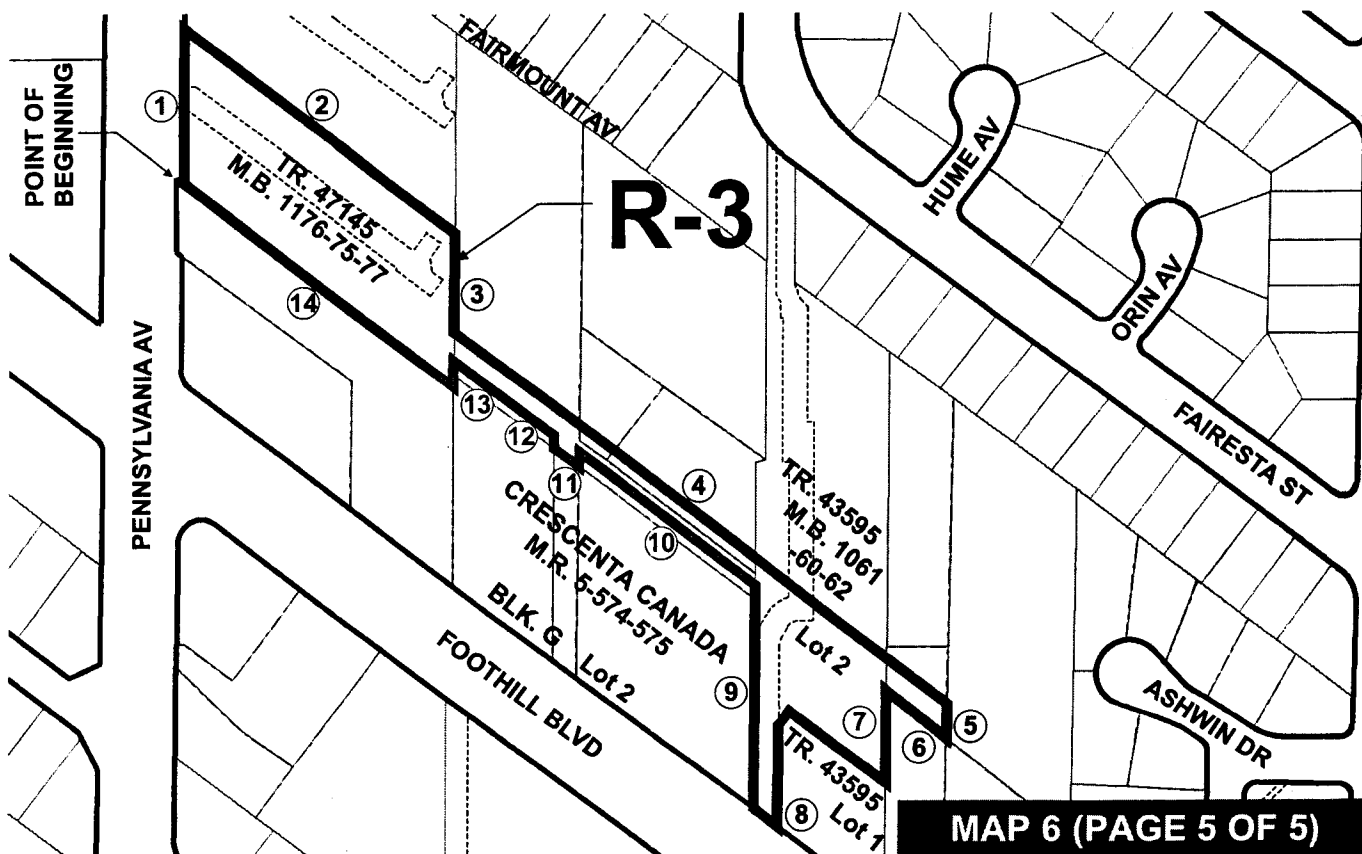 POINT OF
BEGINNING
1
2
FAIRMOUNT AV
TR. 47145
M.B. 1176-75-77
R-3
3
14
PENNSYLVANIA AV
13
12
11
10
4
CRESCENTA CANADA
M.R. 5-574-575
BLK. G
Lot 2
FOOTHILL BLVD
TR. 43595
M.B. 1061
-60-62
Lot 2
9
7
6
5
8
TR. 43595
Lot 1
HUME AV
ORIN AV
FAIRESTA ST
ASHWIN DR
MAP 6 (PAGE 5 OF 5)